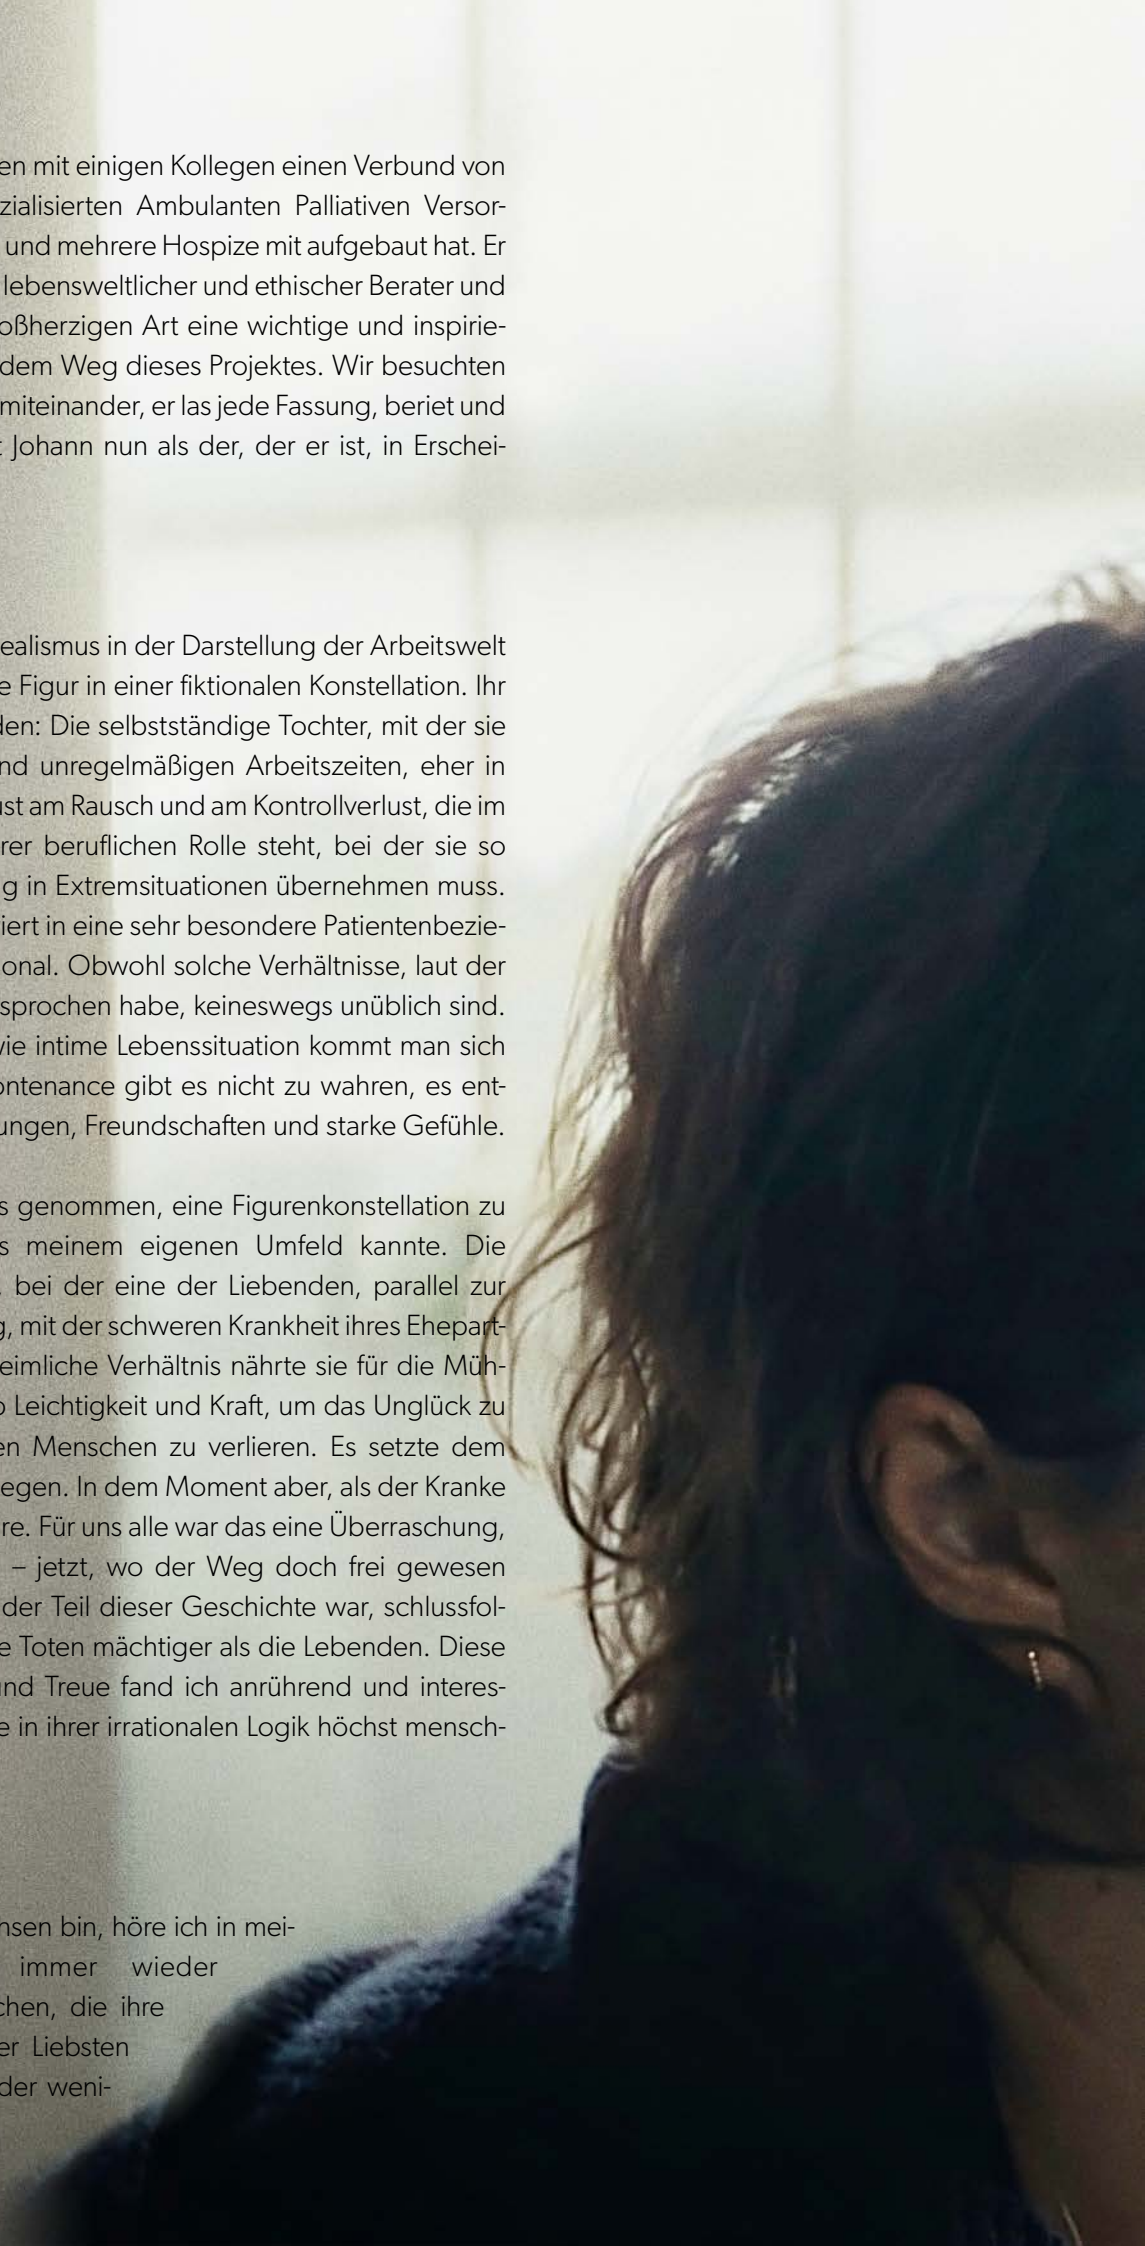 en mit einigen Kollegen einen Verbund von
zialisierten Ambulanten Palliativen Versor-
und mehrere Hospize mit aufgebaut hat. Er
lebensweltlicher und ethischer Berater und
oßherzigen Art eine wichtige und inspirie-
dem Weg dieses Projektes. Wir besuchten
miteinander, er las jede Fassung, beriet und
t Johann nun als der, der er ist, in Erschei-
ealismus in der Darstellung der Arbeitswelt
e Figur in einer fiktionalen Konstellation. Ihr
den: Die selbstständige Tochter, mit der sie
nd unregelmäßigen Arbeitszeiten, eher in
ust am Rausch und am Kontrollverlust, die im
rer beruflichen Rolle steht, bei der sie so
g in Extremsituationen übernehmen muss.
iert in eine sehr besondere Patientenbezie-
onal. Obwohl solche Verhältnisse, laut der
sprochen habe, keineswegs unüblich sind.
wie intime Lebenssituation kommt man sich
ontenance gibt es nicht zu wahren, es ent-
ungen, Freundschaften und starke Gefühle.
s genommen, eine Figurenkonstellation zu
s meinem eigenen Umfeld kannte. Die
, bei der eine der Liebenden, parallel zur
g, mit der schweren Krankheit ihres Ehepart-
eimliche Verhältnis nährte sie für die Müh-
o Leichtigkeit und Kraft, um das Unglück zu
en Menschen zu verlieren. Es setzte dem
egen. In dem Moment aber, als der Kranke
re. Für uns alle war das eine Überraschung,
– jetzt, wo der Weg doch frei gewesen
der Teil dieser Geschichte war, schlussfol-
e Toten mächtiger als die Lebenden. Diese
und Treue fand ich anrührend und interes-
e in ihrer irrationalen Logik höchst mensch-
hsen bin, höre ich in mei-
immer wieder
chen, die ihre
er Liebsten
der weni-